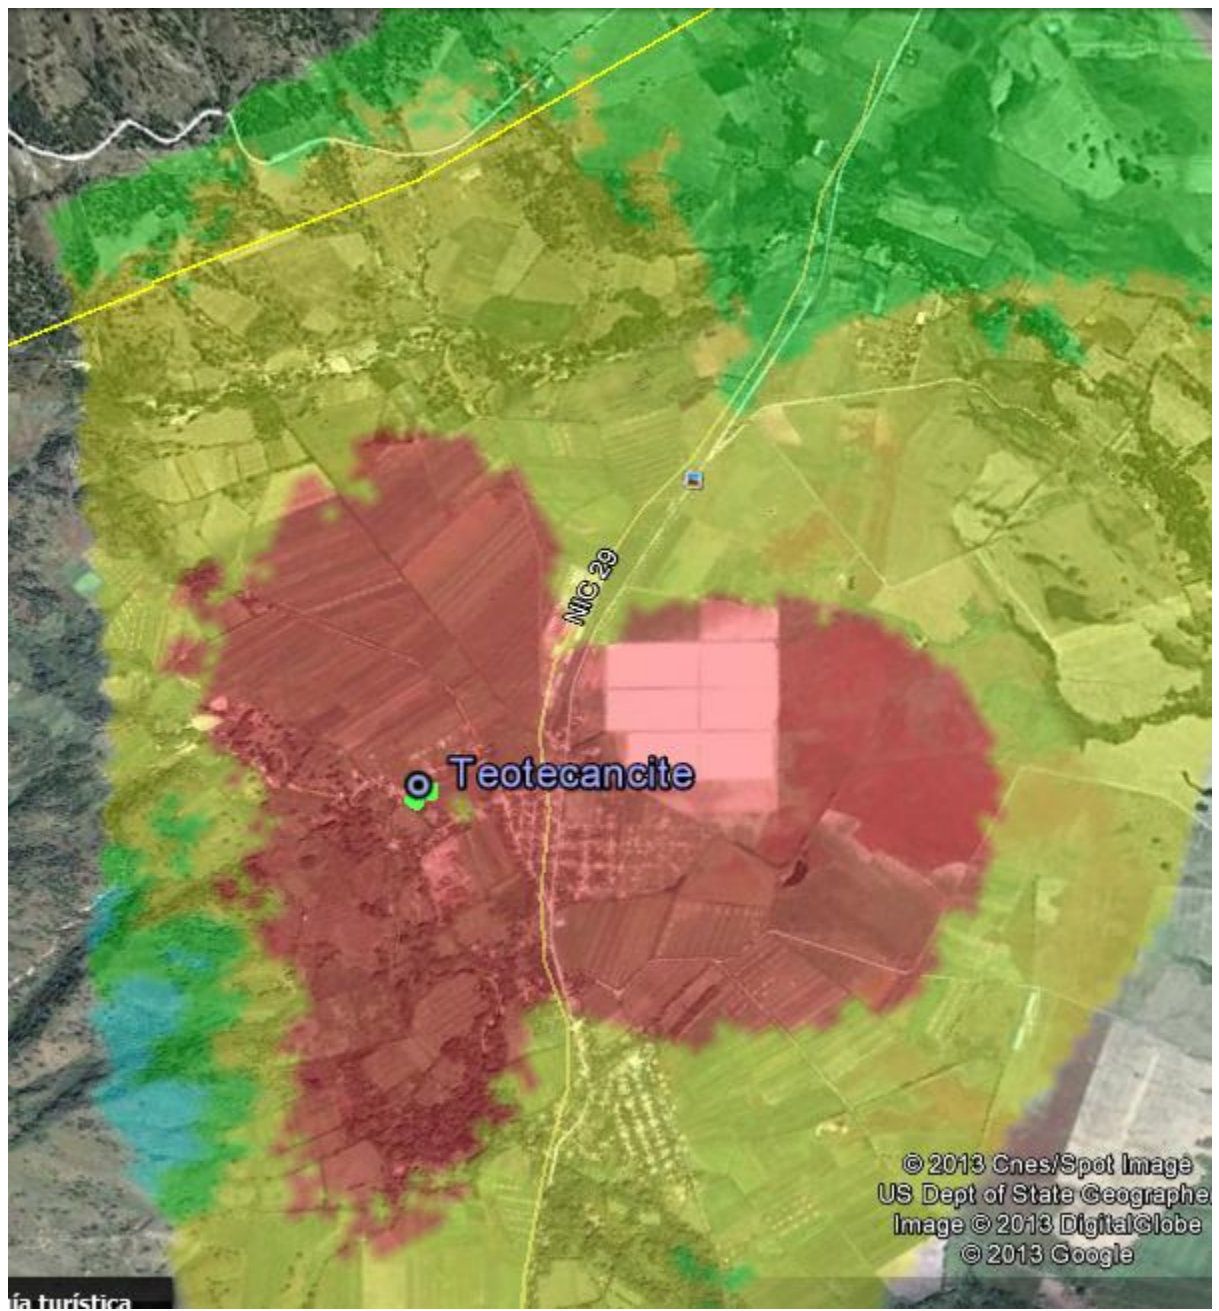 NIC 29
Teotecancite
© 2013 Cnes/Spot Image
US Dept of State Geographer
Image © 2013 DigitalGlobe
© 2013 Google
ía turística